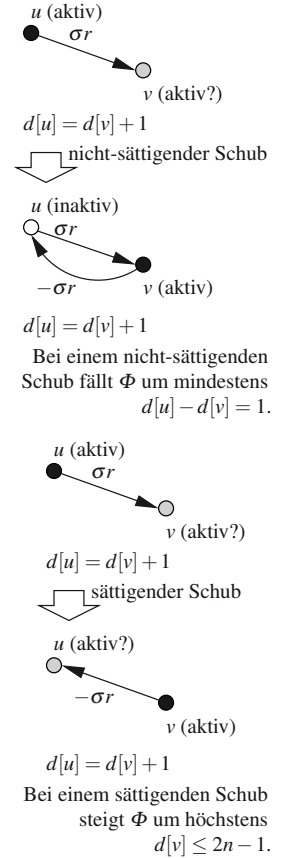 u (aktiv)
σr
v (aktiv?)
d[u] = d[v] + 1
nicht-sättigender Schub
u (inaktiv)
σr
−σr
v (aktiv)
d[u] = d[v] + 1
Bei einem nicht-sättigenden
Schub fällt Φ um mindestens
d[u] − d[v] = 1.
u (aktiv)
σr
v (aktiv?)
d[u] = d[v] + 1
sättigender Schub
u (aktiv?)
−σr
v (aktiv)
d[u] = d[v] + 1
Bei einem sättigenden Schub
steigt Φ um höchstens
d[v] ≤ 2n − 1.